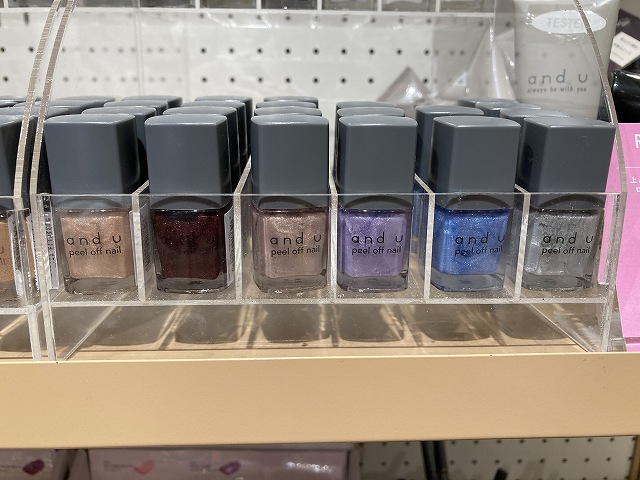 TESTER
and u
always be with you
and u
peel off nail
and u
peel off nail
and u
peel off nail
and u
peel off nail
and u
peel off nail